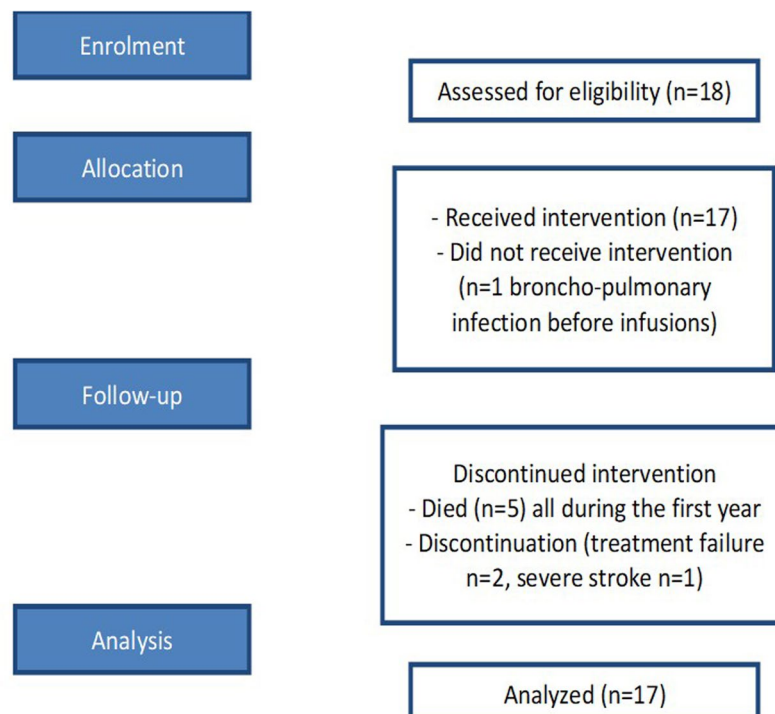 Enrolment
Assessed for eligibility (n=18)
Allocation
- Received intervention (n=17)
- Did not receive intervention
(n=1 broncho-pulmonary
infection before infusions)
Follow-up
Discontinued intervention
- Died (n=5) all during the first year
- Discontinuation (treatment failure
n=2, severe stroke n=1)
Analysis
Analyzed (n=17)